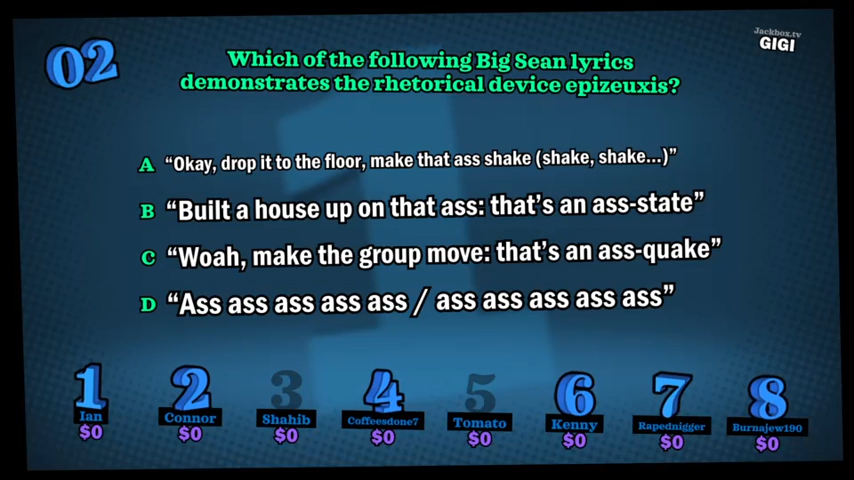 02
Jackbox.tv
GIGI
Which of the following Big Sean lyrics
demonstrates the rhetorical device epizeuxis?
A "Okay, drop it to the floor, make that ass shake (shake, shake...)"
B "Built a house up on that ass: that's an ass-state"
C "Woah, make the group move: that's an ass-quake"
D "Ass ass ass ass ass / ass ass ass ass ass"
1 2 3 4 5 6 7 8
Ian Connor Shahib Coffeesdone7 Tomato Kenny Rapednigger Burnajew190
$0 $0 $0 $0 $0 $0 $0 $0